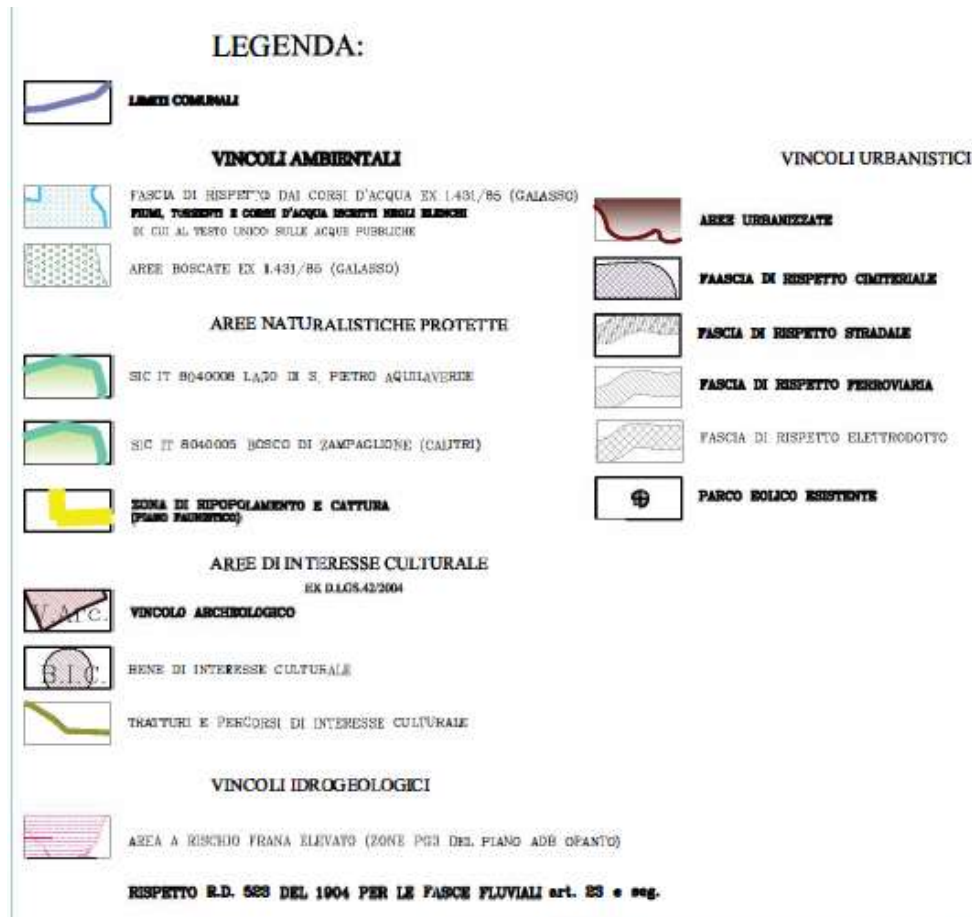 LEGENDA:
LIMITI COMUNALI
VINCOLI AMBIENTALI
FASCIA DI RISPETTO DAI CORSI D'ACQUA EX l.431/85 (GALASSO)
FIUMI, TORRENTI E CORSI D'ACQUA ISCRITTI NEGLI ELENCHI
DI CUI AL TESTO UNICO SULLE ACQUE PUBBLICHE
AREE BOSCATE EX l.431/85 (GALASSO)
AREE NATURALISTICHE PROTETTE
SIC IT 8040008 LAGO DI S. PIETRO AQUILAVERDE
SIC IT 8040005 BOSCO DI ZAMPAGLIONE (CALITRI)
ZONA DI RIPOPOLAMENTO E CATTURA
(PIANO FAUNISTICO)
AREE DI INTERESSE CULTURALE
EX D.LGS.42/2004
V.Arc.
VINCOLO ARCHEOLOGICO
B.I.C.
BENE DI INTERESSE CULTURALE
TRATTURI E PERCORSI DI INTERESSE CULTURALE
VINCOLI IDROGEOLOGICI
AREA A RISCHIO FRANA ELEVATO (ZONE PG3 DEL PIANO ADB OFANTO)
RISPETTO R.D. 523 DEL 1904 PER LE FASCE FLUVIALI art. 23 e seg.
VINCOLI URBANISTICI
AREE URBANIZZATE
FAASCIA DI RISPETTO CIMITERIALE
FASCIA DI RISPETTO STRADALE
FASCIA DI RISPETTO FERROVIARIA
FASCIA DI RISPETTO ELETTRODOTTO
PARCO EOLICO ESISTENTE